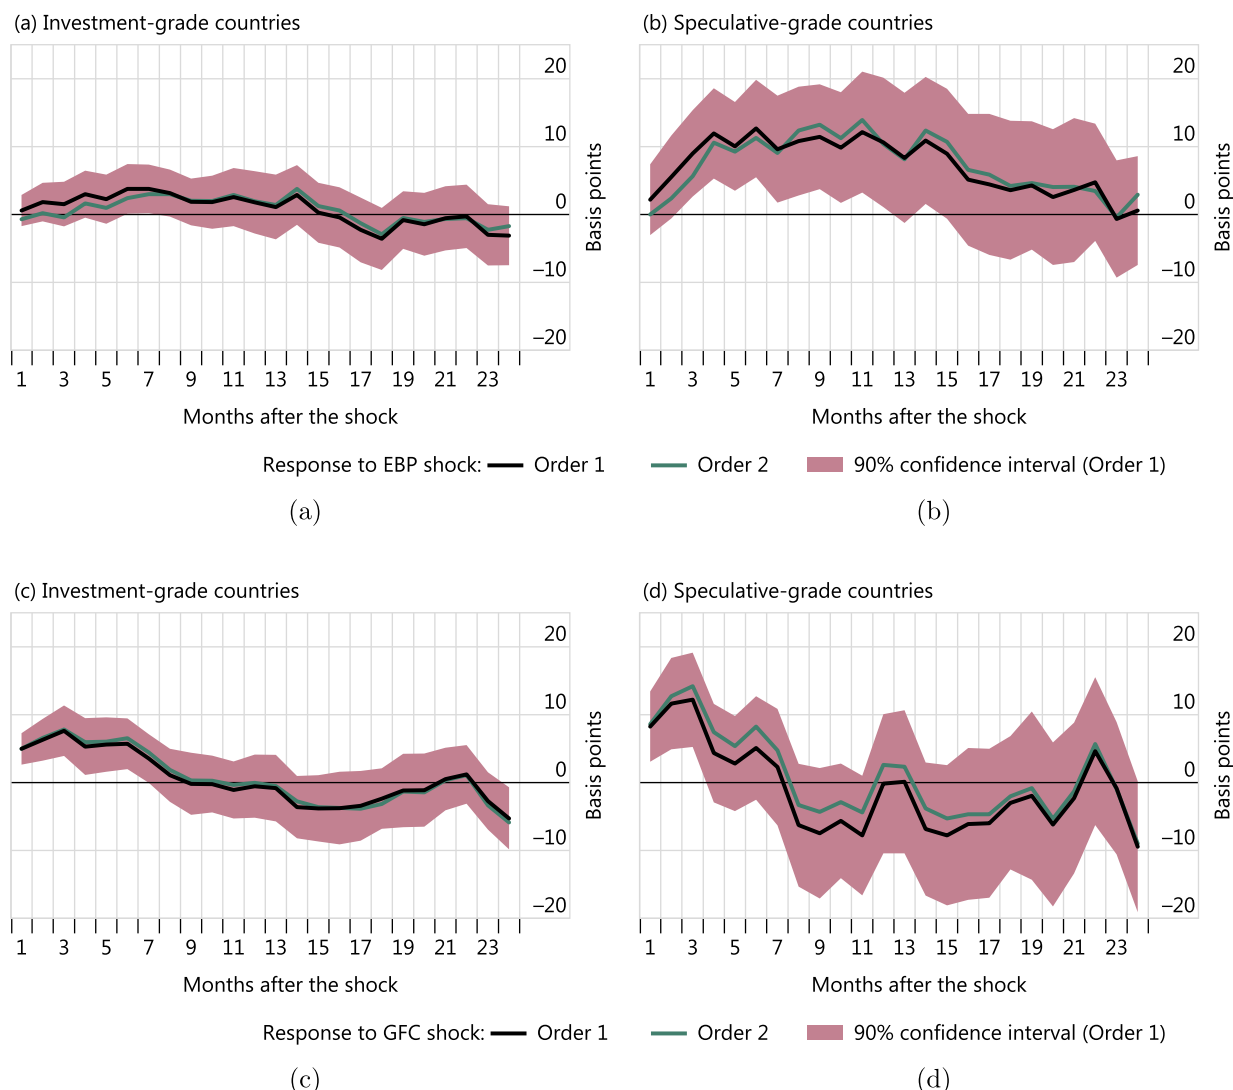 (a) Investment-grade countries
20
10
0
−10
−20
Basis points
1 3 5 7 9 11 13 15 17 19 21 23
Months after the shock
(b) Speculative-grade countries
20
10
0
−10
−20
Basis points
1 3 5 7 9 11 13 15 17 19 21 23
Months after the shock
Response to EBP shock: Order 1 Order 2 90% confidence interval (Order 1)
(a) (b)
(c) Investment-grade countries
20
10
0
−10
−20
Basis points
1 3 5 7 9 11 13 15 17 19 21 23
Months after the shock
(d) Speculative-grade countries
20
10
0
−10
−20
Basis points
1 3 5 7 9 11 13 15 17 19 21 23
Months after the shock
Response to GFC shock: Order 1 Order 2 90% confidence interval (Order 1)
(c) (d)